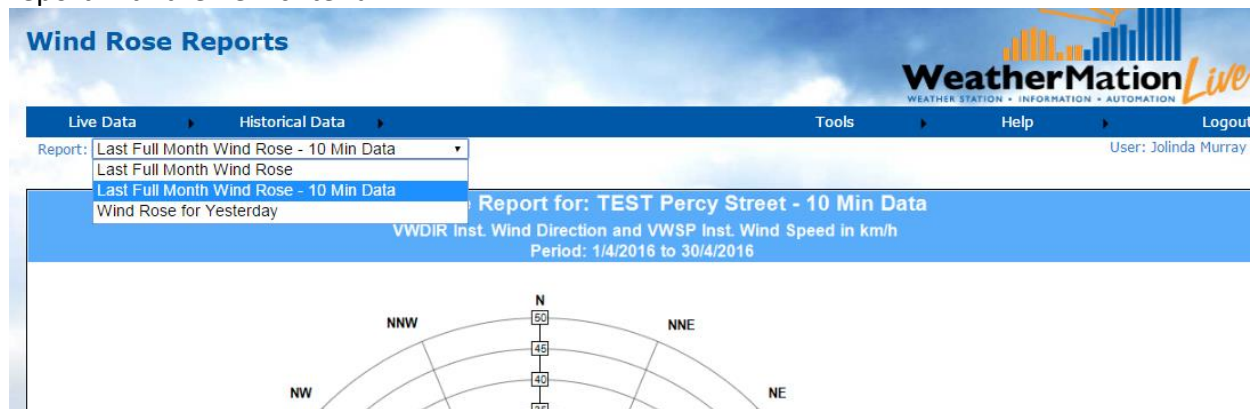 Wind Rose Reports
WeatherMation Live
WEATHER STATION • INFORMATION • AUTOMATION
Live Data Historical Data Tools Help Logout
Report: Last Full Month Wind Rose - 10 Min Data User: Jolinda Murray
Last Full Month Wind Rose
Last Full Month Wind Rose - 10 Min Data
Wind Rose for Yesterday
Report for: TEST Percy Street - 10 Min Data
VWDIR Inst. Wind Direction and VWSP Inst. Wind Speed in km/h
Period: 1/4/2016 to 30/4/2016
N
50
NNW NNE
45
40
NW NE